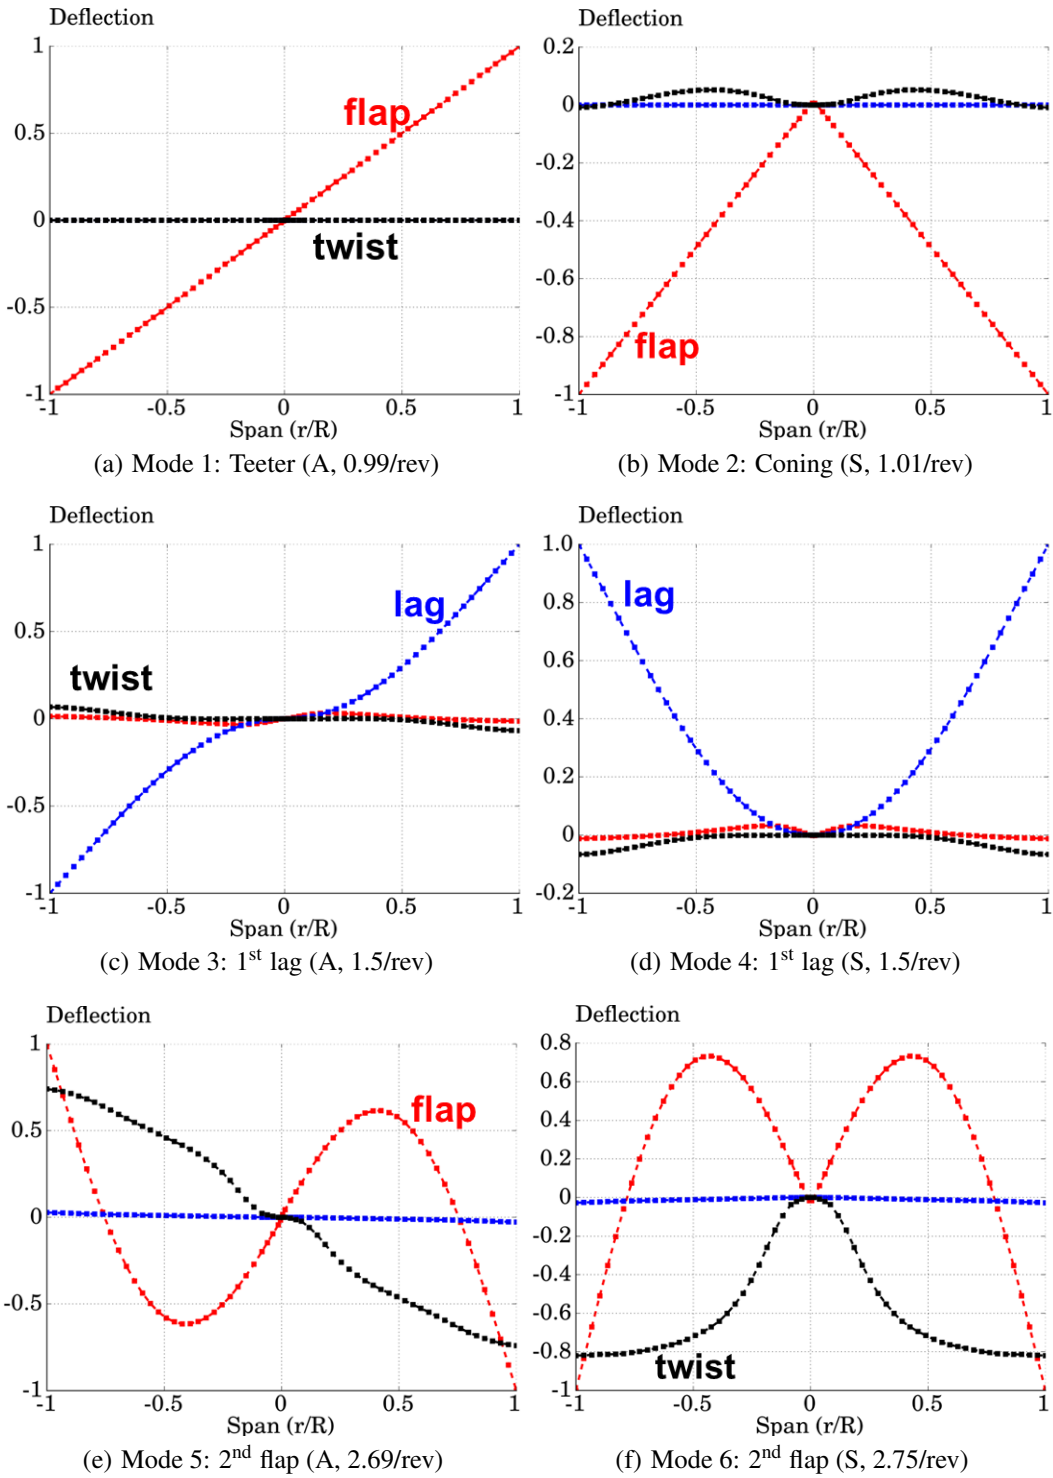 Deflection
1
0.5
0
-0.5
-1
flap
twist
-1 -0.5 0 0.5 1
Span (r/R)
(a) Mode 1: Teeter (A, 0.99/rev)
Deflection
0.2
0
-0.2
-0.4
-0.6
-0.8
-1
flap
-1 -0.5 0 0.5 1
Span (r/R)
(b) Mode 2: Coning (S, 1.01/rev)
Deflection
1
0.5
0
-0.5
-1
lag
twist
-1 -0.5 0 0.5 1
Span (r/R)
(c) Mode 3: 1st lag (A, 1.5/rev)
Deflection
1.0
0.8
0.6
0.4
0.2
0
-0.2
lag
-1 -0.5 0 0.5 1
Span (r/R)
(d) Mode 4: 1st lag (S, 1.5/rev)
Deflection
1
0.5
0
-0.5
-1
flap
-1 -0.5 0 0.5 1
Span (r/R)
(e) Mode 5: 2nd flap (A, 2.69/rev)
Deflection
0.8
0.6
0.4
0.2
0
-0.2
-0.4
-0.6
-0.8
-1
twist
-1 -0.5 0 0.5 1
Span (r/R)
(f) Mode 6: 2nd flap (S, 2.75/rev)